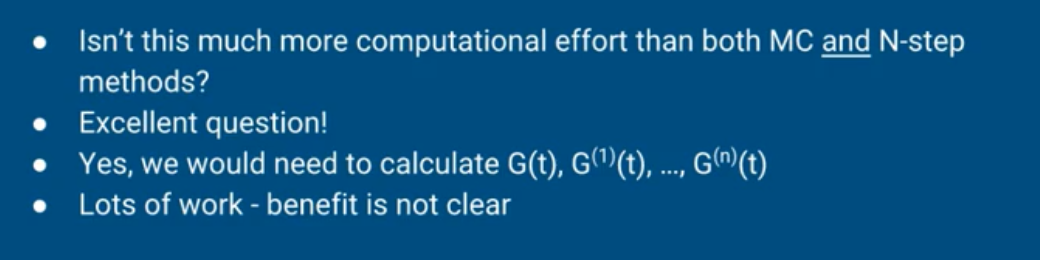 • Isn't this much more computational effort than both MC and N-step
methods?
• Excellent question!
• Yes, we would need to calculate G(t), G⁽¹⁾(t), ..., G⁽ⁿ⁾(t)
• Lots of work - benefit is not clear